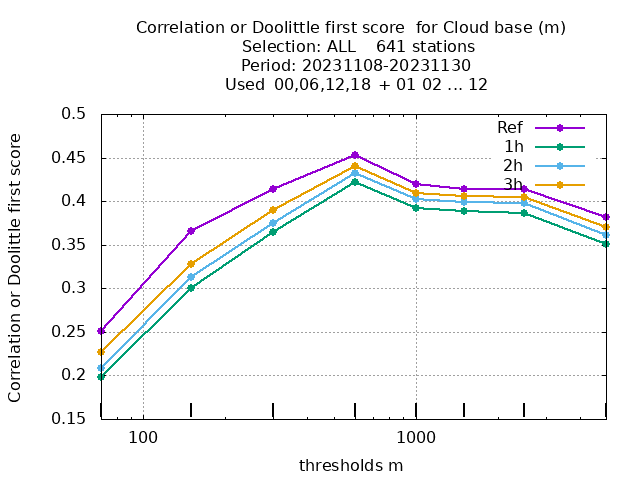 Correlation or Doolittle first score  for Cloud base (m)
Selection: ALL    641 stations
Period: 20231108-20231130
Used  00,06,12,18  + 01 02 ... 12
Correlation or Doolittle first score
0.5
0.45
0.4
0.35
0.3
0.25
0.2
0.15
Ref
1h
2h
3h
100
1000
thresholds m